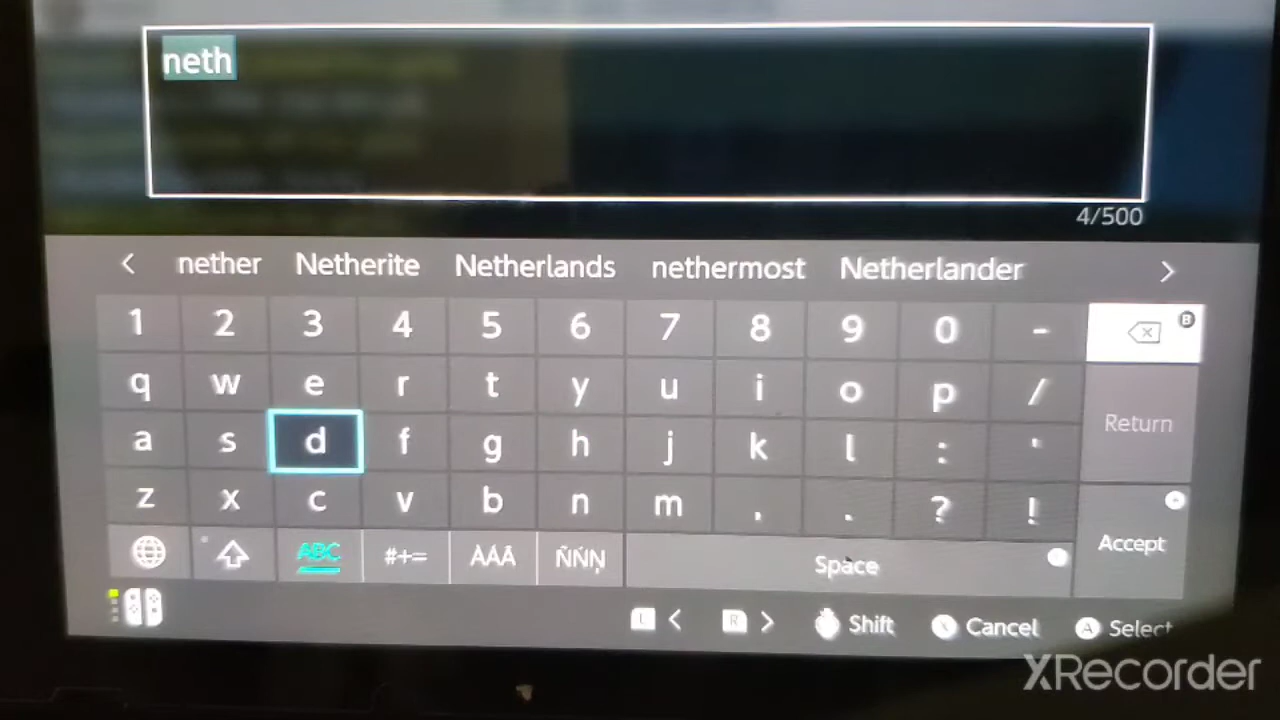 neth
4/500
< nether Netherite Netherlands nethermost Netherlander >
1 2 3 4 5 6 7 8 9 0 - B
q w e r t y u i o p /
a s d f g h j k l : ' Return
z x c v b n m , . ? ! Accept
ABC #+= ÀÁÂ ÑŃŅ Space
L < R > Shift X Cancel A Select
XRecorder